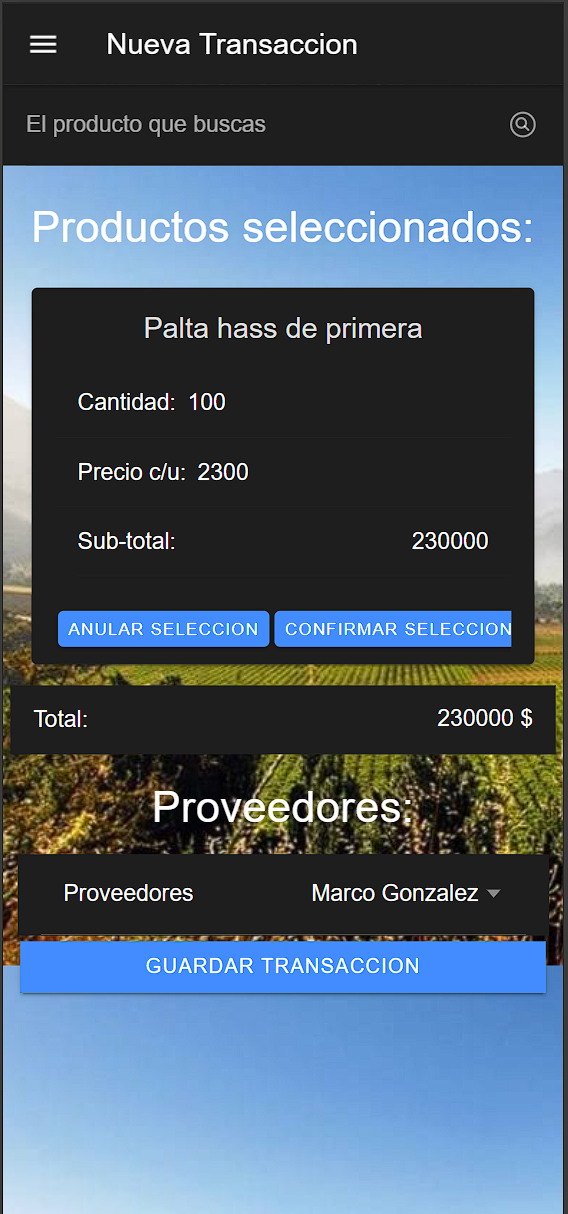 Nueva Transaccion
El producto que buscas
Productos seleccionados:
Palta hass de primera
Cantidad: 100
Precio c/u: 2300
Sub-total: 230000
ANULAR SELECCION CONFIRMAR SELECCION
Total: 230000 $
Proveedores:
Proveedores Marco Gonzalez
GUARDAR TRANSACCION